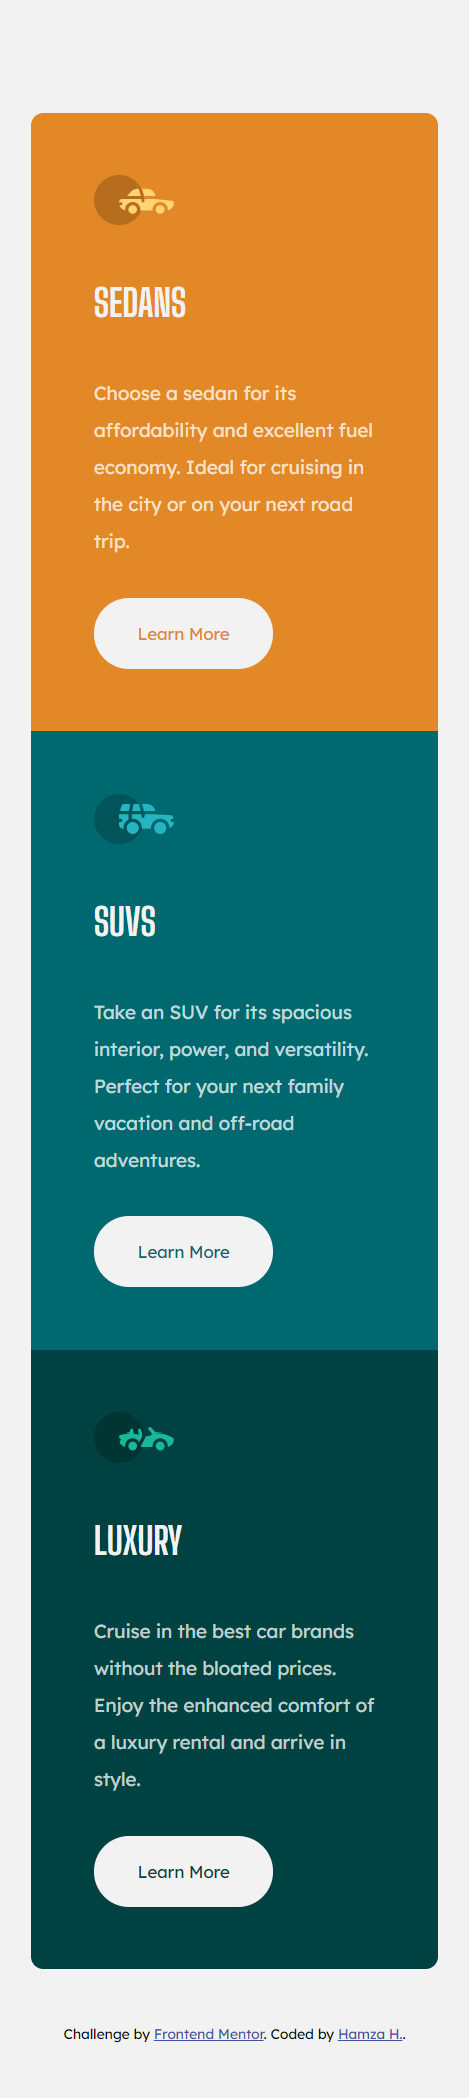 SEDANS
Choose a sedan for its
affordability and excellent fuel
economy. Ideal for cruising in
the city or on your next road
trip.
Learn More
SUVS
Take an SUV for its spacious
interior, power, and versatility.
Perfect for your next family
vacation and off-road
adventures.
Learn More
LUXURY
Cruise in the best car brands
without the bloated prices.
Enjoy the enhanced comfort of
a luxury rental and arrive in
style.
Learn More
Challenge by Frontend Mentor. Coded by Hamza H..